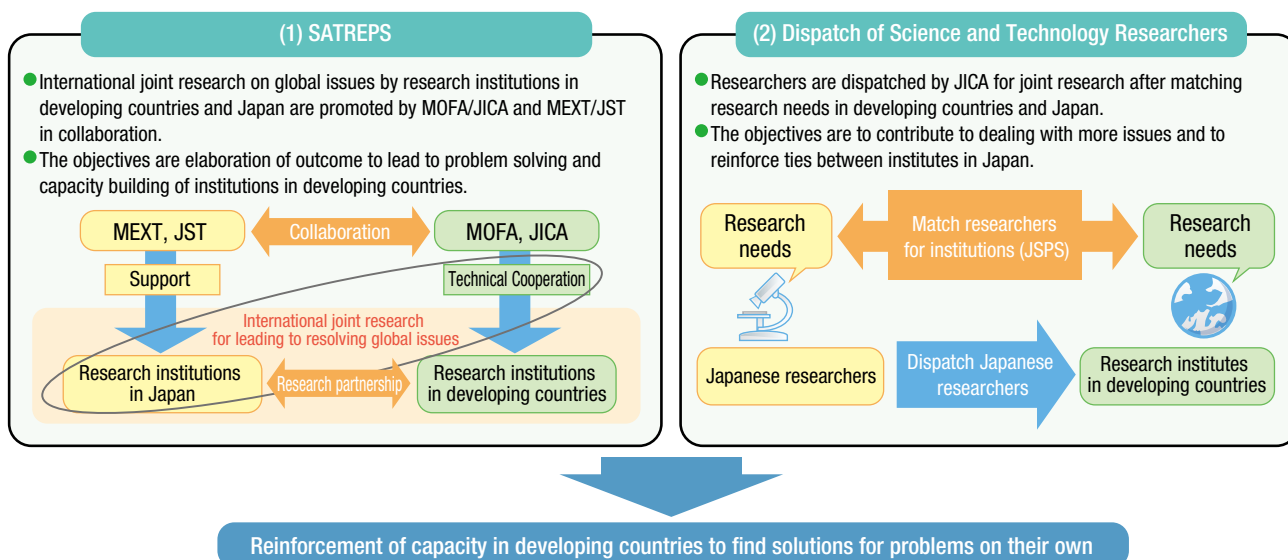 (1) SATREPS
● International joint research on global issues by research institutions in
developing countries and Japan are promoted by MOFA/JICA and MEXT/JST
in collaboration.
● The objectives are elaboration of outcome to lead to problem solving and
capacity building of institutions in developing countries.
MEXT, JST
Collaboration
MOFA, JICA
Support
Technical Cooperation
International joint research
for leading to resolving global issues
Research institutions
in Japan
Research partnership
Research institutions
in developing countries
(2) Dispatch of Science and Technology Researchers
● Researchers are dispatched by JICA for joint research after matching
research needs in developing countries and Japan.
● The objectives are to contribute to dealing with more issues and to
reinforce ties between institutes in Japan.
Research
needs
Match researchers
for institutions (JSPS)
Research
needs
Japanese researchers
Dispatch Japanese
researchers
Research institutes
in developing countries
Reinforcement of capacity in developing countries to find solutions for problems on their own